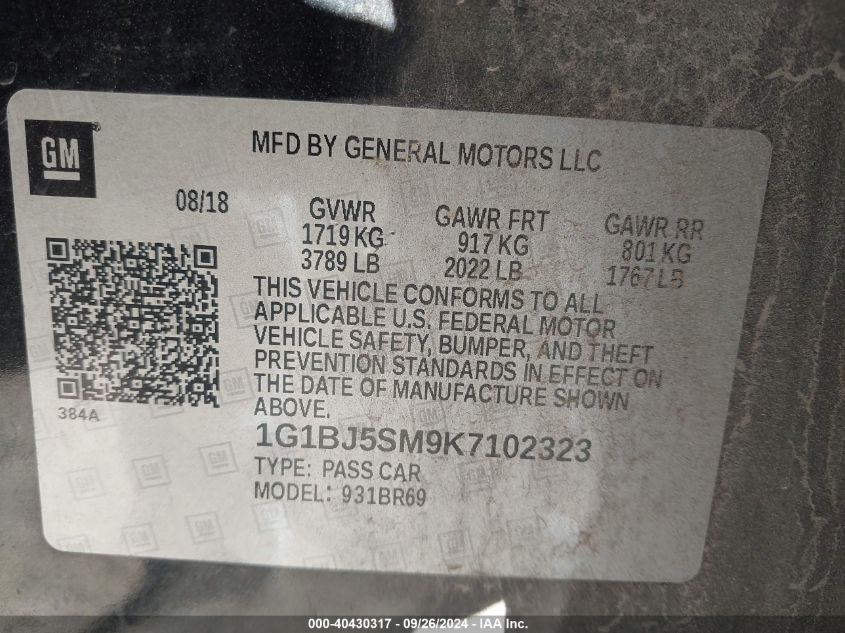 GM
MFD BY GENERAL MOTORS LLC
08/18
GVWR
1719 KG
3789 LB
GAWR FRT
917 KG
2022 LB
GAWR RR
801 KG
1767 LB
THIS VEHICLE CONFORMS TO ALL
APPLICABLE U.S. FEDERAL MOTOR
VEHICLE SAFETY, BUMPER, AND THEFT
PREVENTION STANDARDS IN EFFECT ON
THE DATE OF MANUFACTURE SHOWN
ABOVE.
384A
1G1BJ5SM9K7102323
TYPE: PASS CAR
MODEL: 931BR69
000-40430317 - 09/26/2024 - IAA Inc.